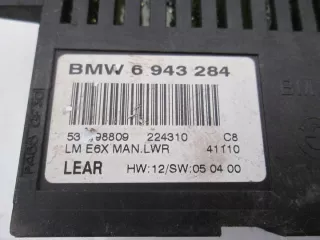 BMW 6 943 284
53 98809 224310 C8
LM E6X MAN.LWR 41110
LEAR HW:12/SW:05 04 00